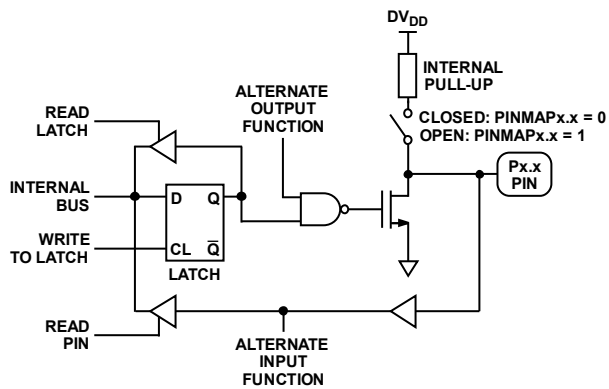 DVDD
INTERNAL
PULL-UP
CLOSED: PINMAPx.x = 0
OPEN: PINMAPx.x = 1
ALTERNATE
OUTPUT
FUNCTION
READ
LATCH
Px.x
PIN
INTERNAL
BUS
D
Q
WRITE
TO LATCH
CL
Q̅
LATCH
READ
PIN
ALTERNATE
INPUT
FUNCTION